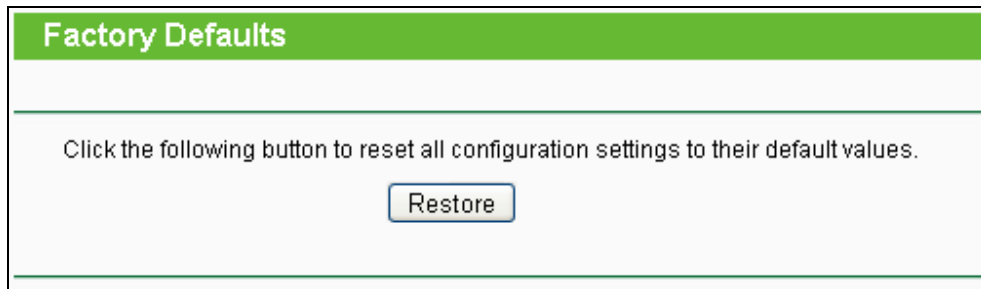 Factory Defaults
Click the following button to reset all configuration settings to their default values.
Restore